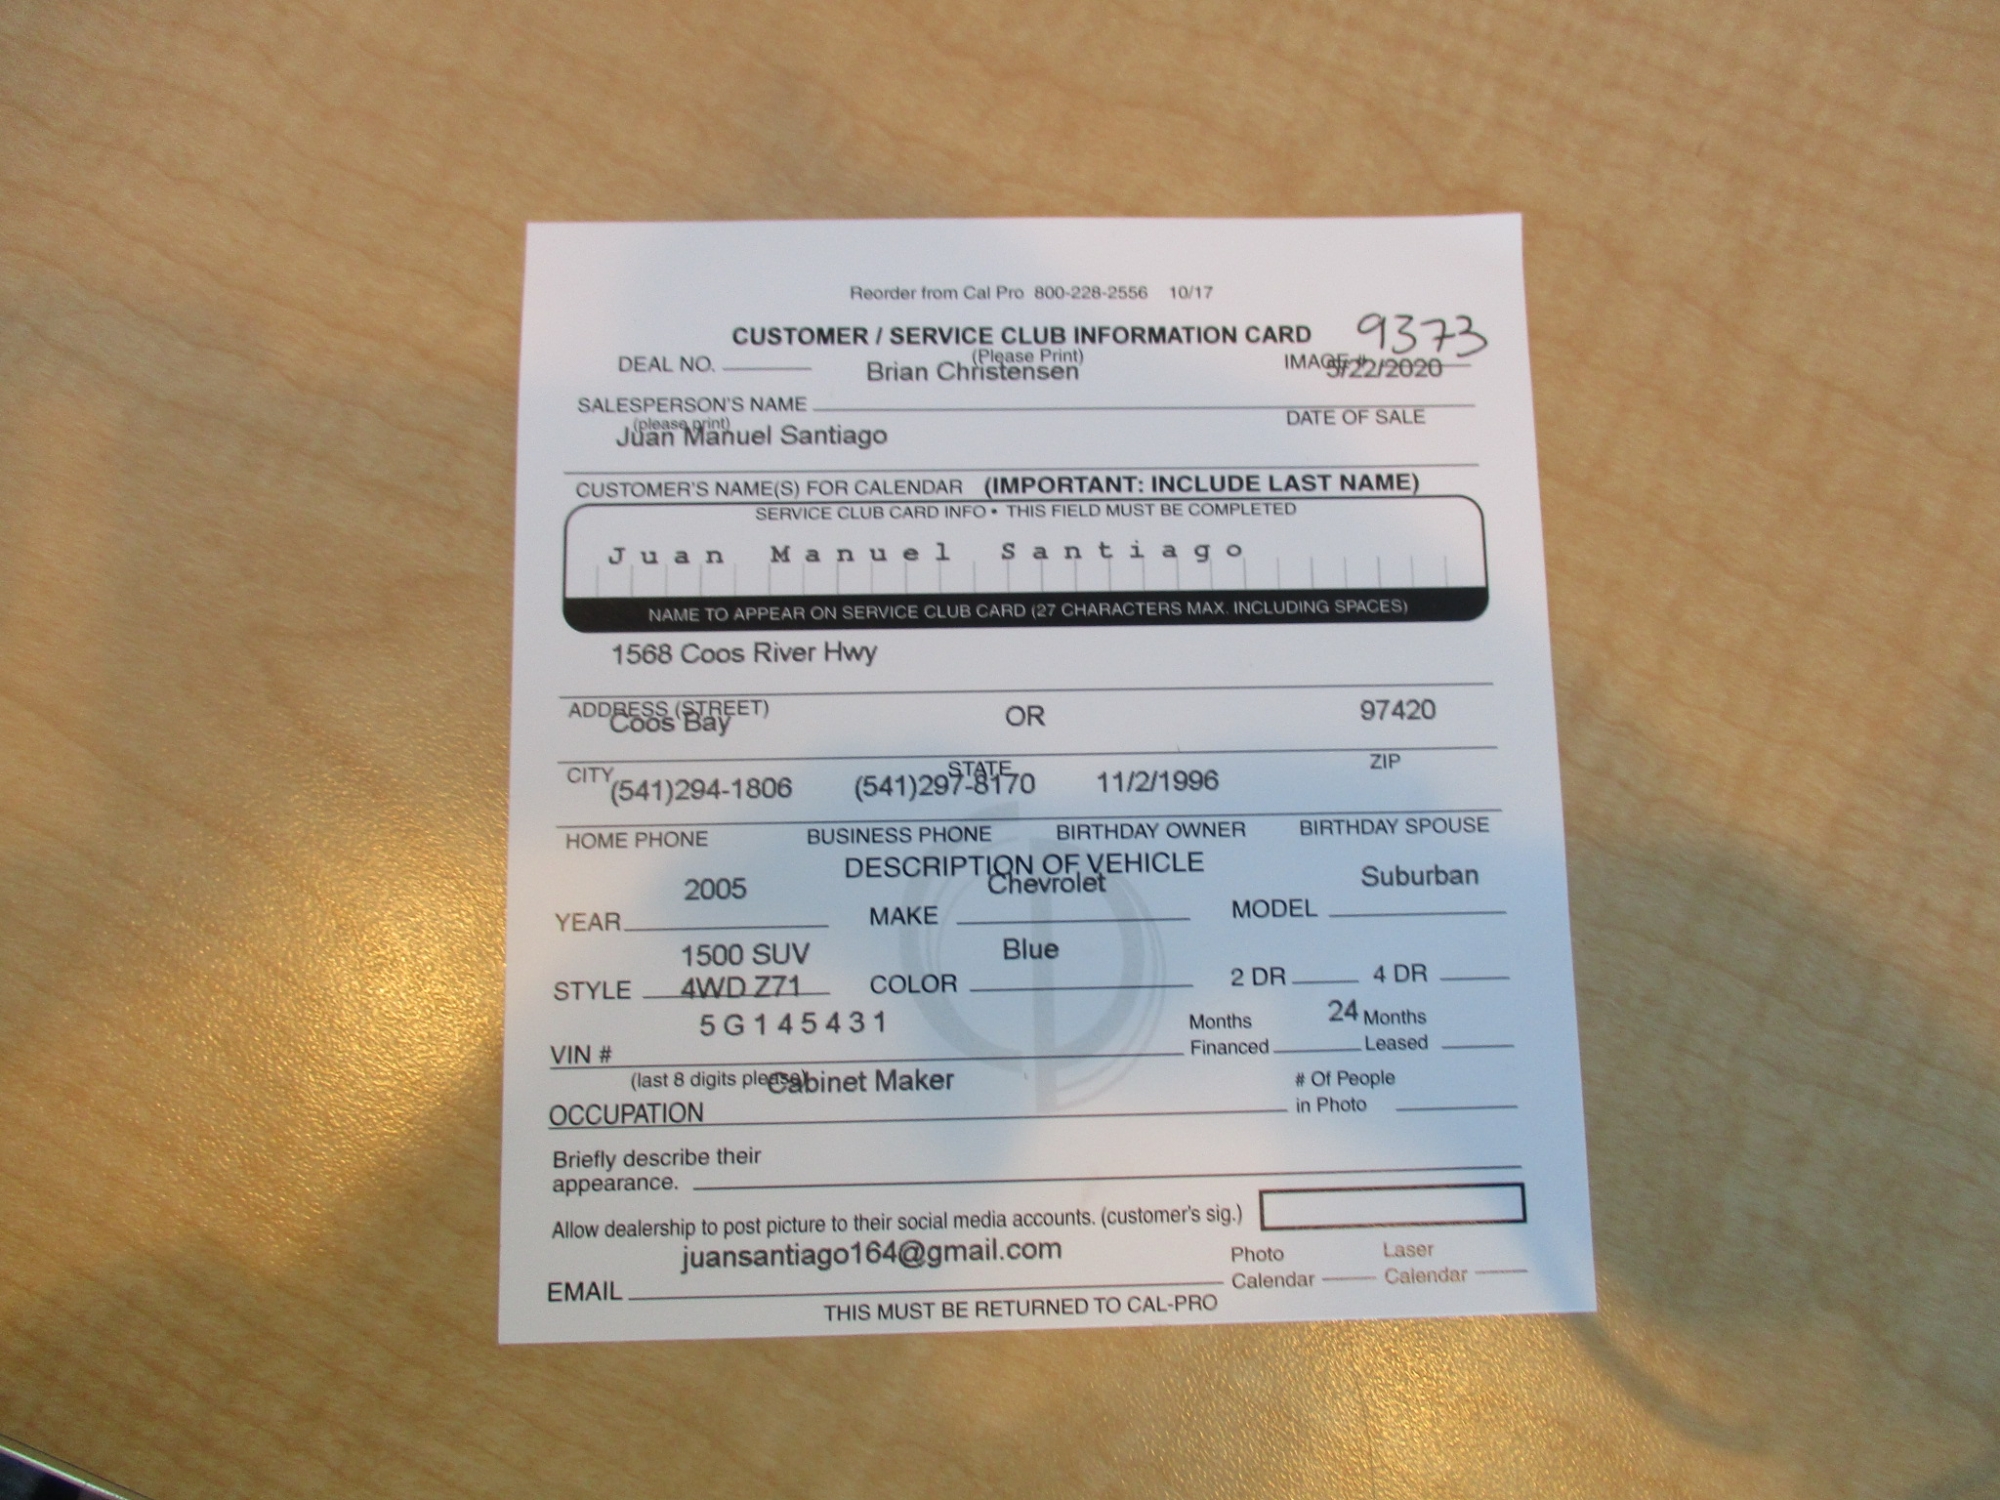 Reorder from Cal Pro 800-228-2556 10/17
CUSTOMER / SERVICE CLUB INFORMATION CARD 9373
(Please Print)
DEAL NO. Brian Christensen IMAGE # 5/22/2020
SALESPERSON'S NAME DATE OF SALE
(please print)
Juan Manuel Santiago
CUSTOMER'S NAME(S) FOR CALENDAR (IMPORTANT: INCLUDE LAST NAME)
SERVICE CLUB CARD INFO • THIS FIELD MUST BE COMPLETED
Juan Manuel Santiago
NAME TO APPEAR ON SERVICE CLUB CARD (27 CHARACTERS MAX. INCLUDING SPACES)
1568 Coos River Hwy
ADDRESS (STREET)
Coos Bay OR 97420
CITY STATE ZIP
(541)294-1806 (541)297-8170 11/2/1996
HOME PHONE BUSINESS PHONE BIRTHDAY OWNER BIRTHDAY SPOUSE
DESCRIPTION OF VEHICLE
2005 Chevrolet Suburban
YEAR MAKE MODEL
1500 SUV Blue
STYLE 4WD Z71 COLOR 2 DR 4 DR
5G145431 Months 24 Months
VIN # Financed Leased
(last 8 digits please) Cabinet Maker # Of People
OCCUPATION in Photo
Briefly describe their
appearance.
Allow dealership to post picture to their social media accounts. (customer's sig.)
juansantiago164@gmail.com Photo Laser
EMAIL Calendar Calendar
THIS MUST BE RETURNED TO CAL-PRO